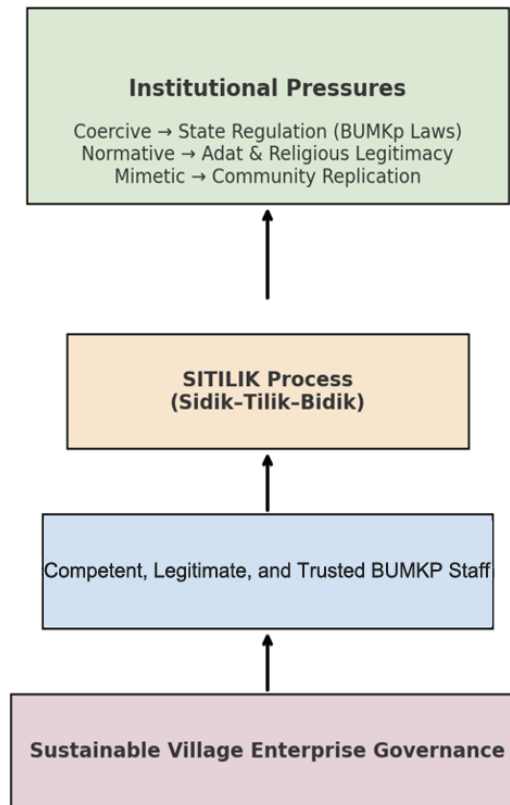 Institutional Pressures
Coercive → State Regulation (BUMKp Laws)
Normative → Adat & Religious Legitimacy
Mimetic → Community Replication
SITILIK Process
(Sidik–Tilik–Bidik)
Competent, Legitimate, and Trusted BUMKP Staff
Sustainable Village Enterprise Governance